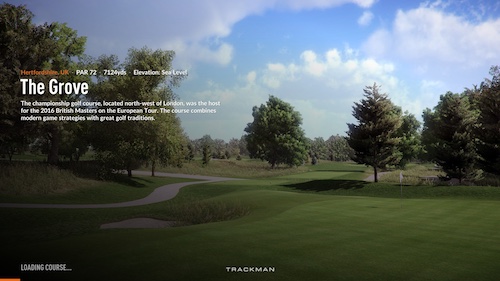 Hertfordshire, UK · PAR 72 · 7124yds · Elevation: Sea Level
The Grove
The championship golf course, located north-west of London, was the host
for the 2016 British Masters on the European Tour. The course combines
modern game strategies with great golf traditions.
LOADING COURSE...
TRACKMAN